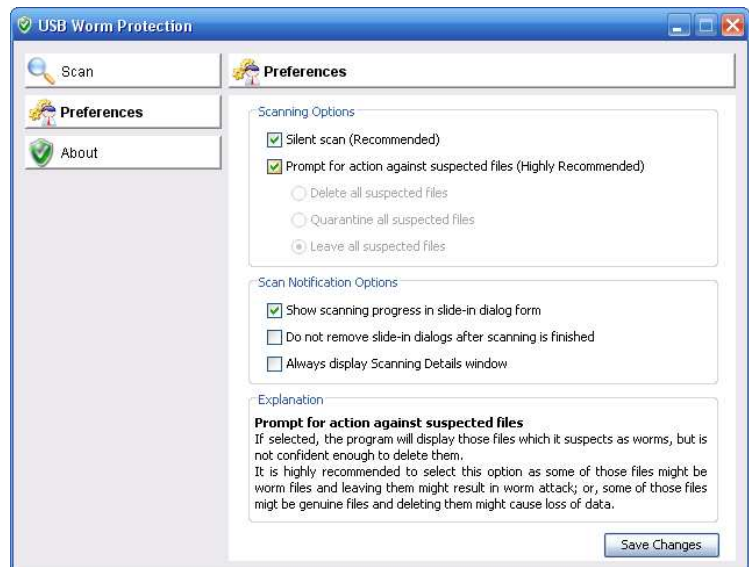 USB Worm Protection
Scan
Preferences
About
Preferences
Scanning Options
Silent scan (Recommended)
Prompt for action against suspected files (Highly Recommended)
Delete all suspected files
Quarantine all suspected files
Leave all suspected files
Scan Notification Options
Show scanning progress in slide-in dialog form
Do not remove slide-in dialogs after scanning is finished
Always display Scanning Details window
Explanation
Prompt for action against suspected files
If selected, the program will display those files which it suspects as worms, but is
not confident enough to delete them.
It is highly recommended to select this option as some of those files might be
worm files and leaving them might result in worm attack; or, some of those files
migt be genuine files and deleting them might cause loss of data.
Save Changes